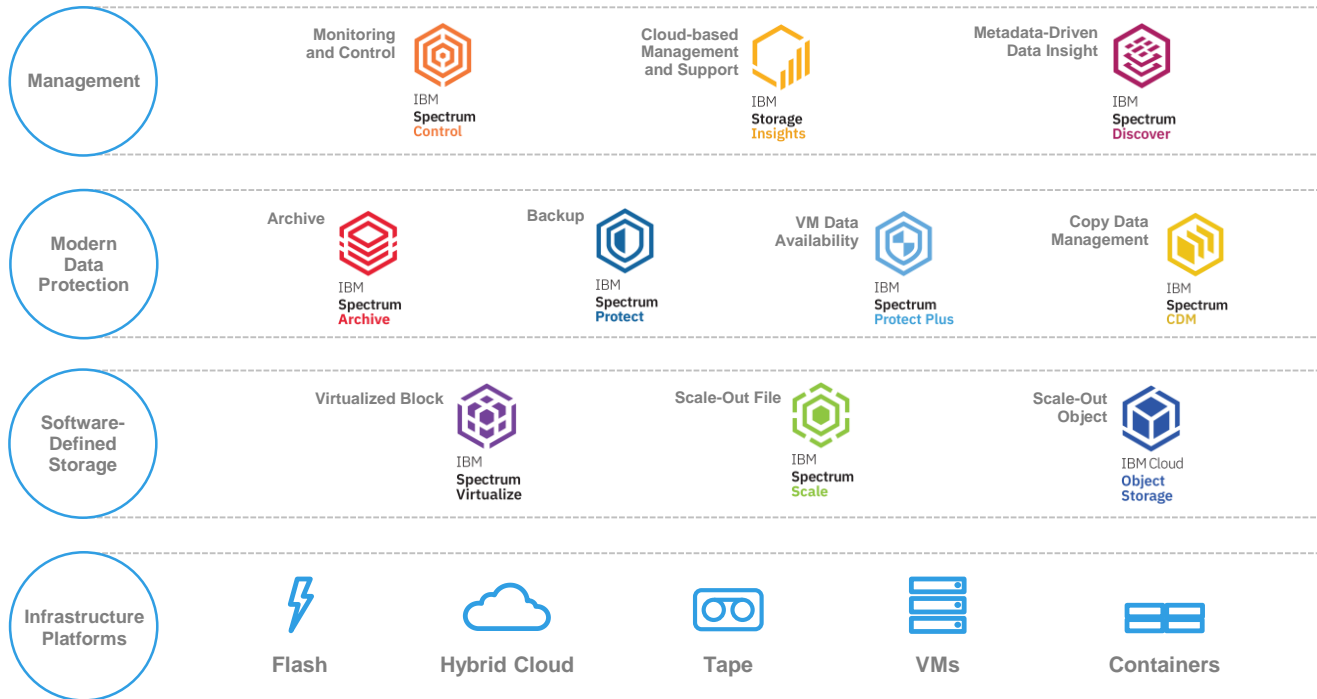 Management
Monitoring
and Control
IBM
Spectrum
Control
Cloud-based
Management
and Support
IBM
Storage
Insights
Metadata-Driven
Data Insight
IBM
Spectrum
Discover
Modern
Data
Protection
Archive
IBM
Spectrum
Archive
Backup
IBM
Spectrum
Protect
VM Data
Availability
IBM
Spectrum
Protect Plus
Copy Data
Management
IBM
Spectrum
CDM
Software-
Defined
Storage
Virtualized Block
IBM
Spectrum
Virtualize
Scale-Out File
IBM
Spectrum
Scale
Scale-Out
Object
IBM Cloud
Object
Storage
Infrastructure
Platforms
Flash
Hybrid Cloud
Tape
VMs
Containers